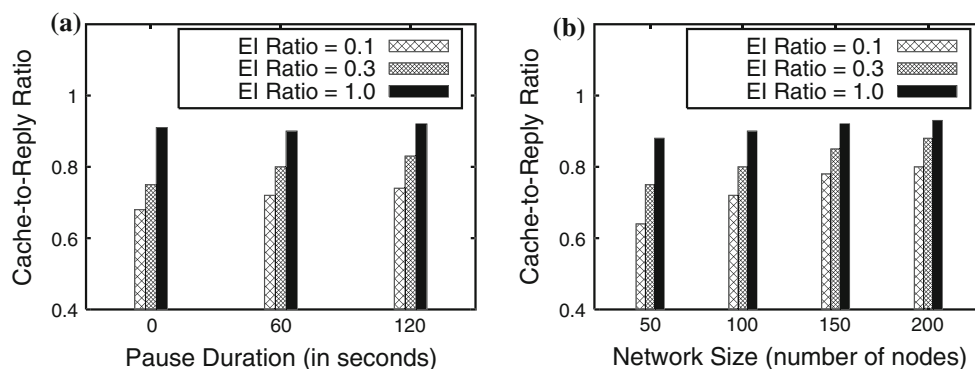 (a)
EI Ratio = 0.1
EI Ratio = 0.3
EI Ratio = 1.0
Cache-to-Reply Ratio
1
0.8
0.6
0.4
0
60
120
Pause Duration (in seconds)
(b)
EI Ratio = 0.1
EI Ratio = 0.3
EI Ratio = 1.0
Cache-to-Reply Ratio
1
0.8
0.6
0.4
50
100
150
200
Network Size (number of nodes)